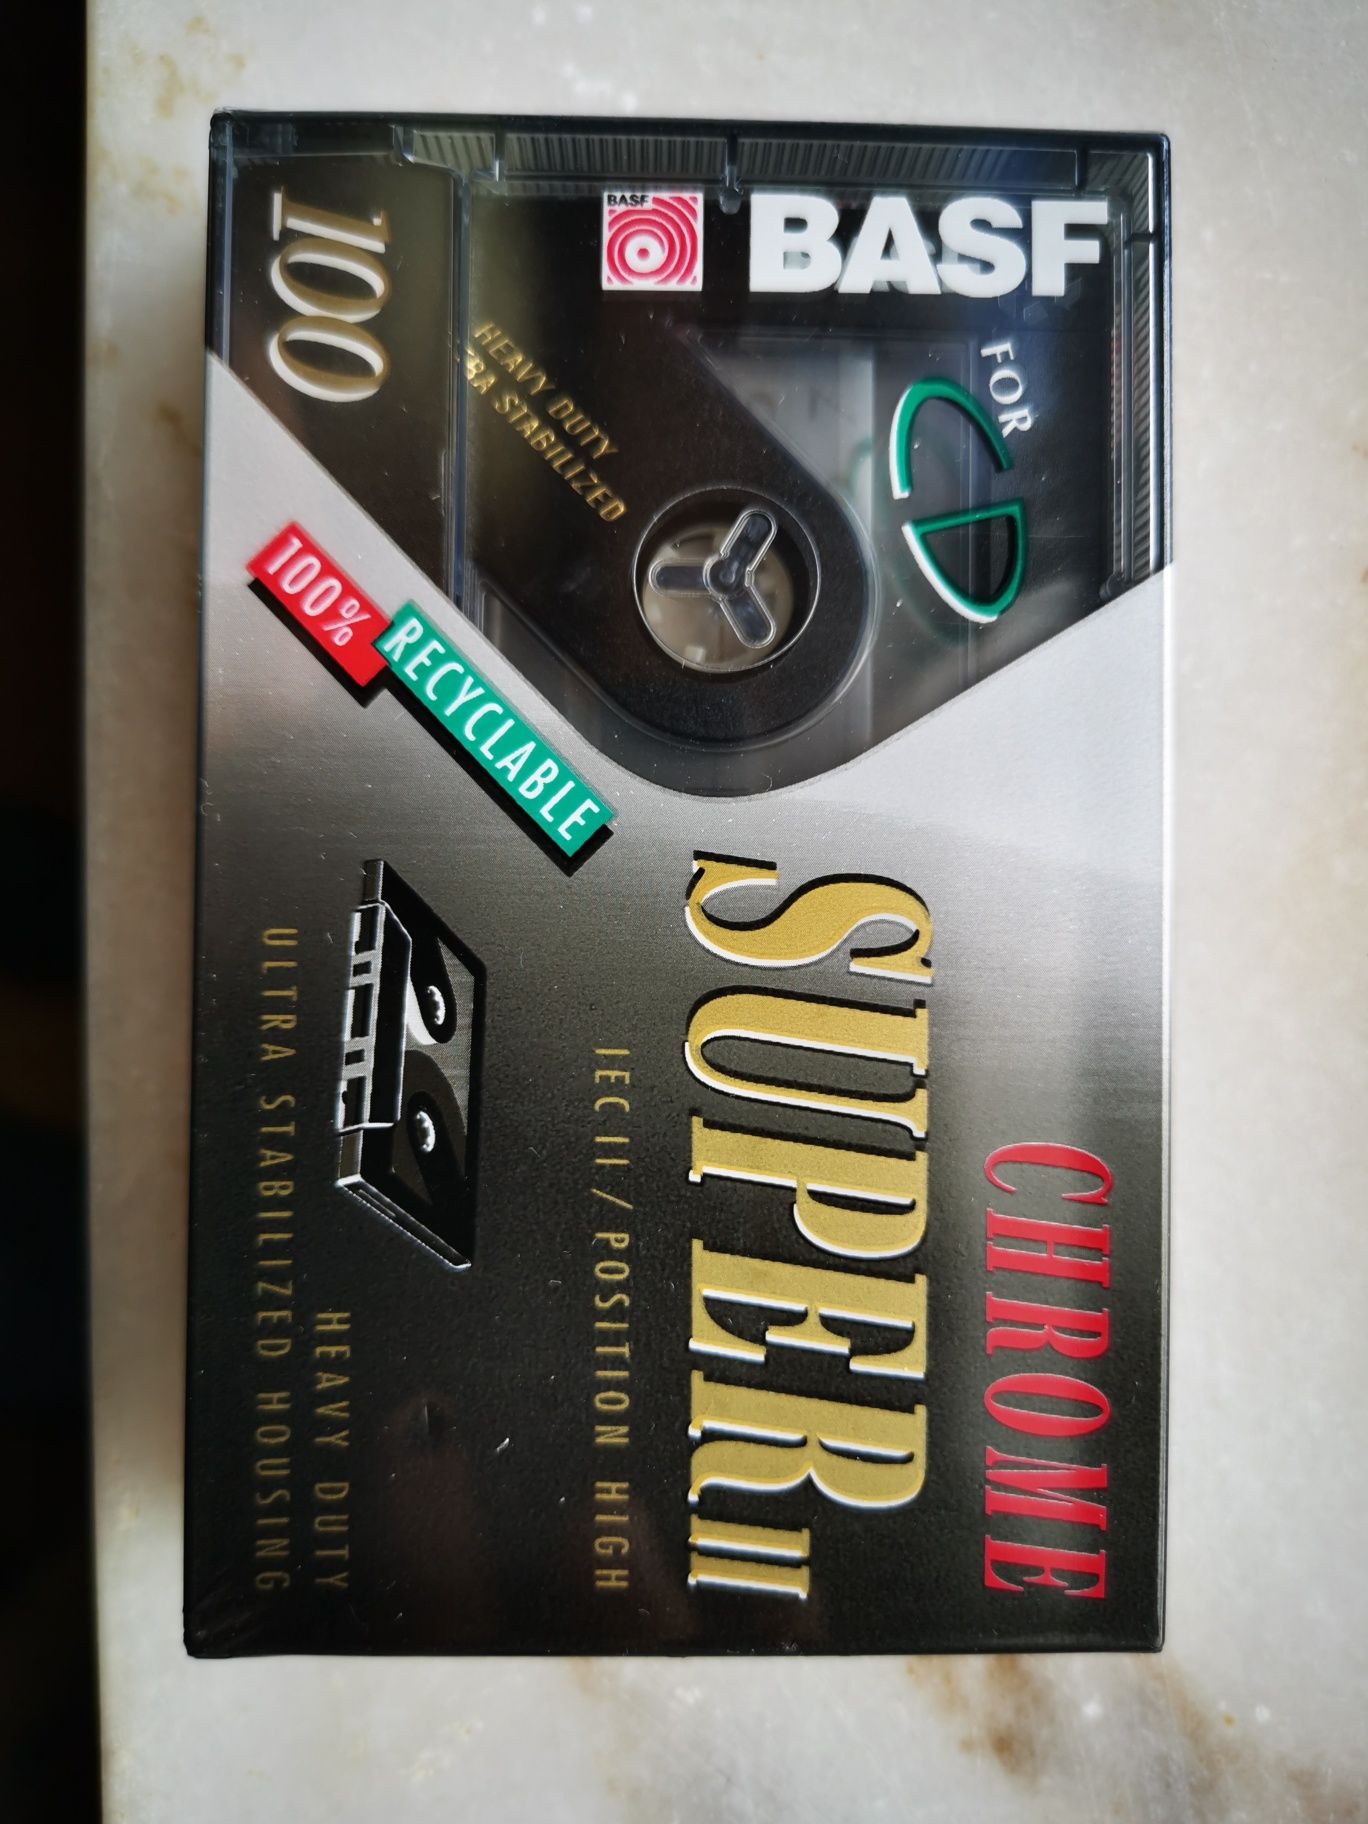 BASF
BASF
FOR
CD
HEAVY DUTY
STABILIZED
100
100%
RECYCLABLE
CHROME
SUPER II
IEC II / POSITION HIGH
HEAVY DUTY
ULTRA STABILIZED HOUSING